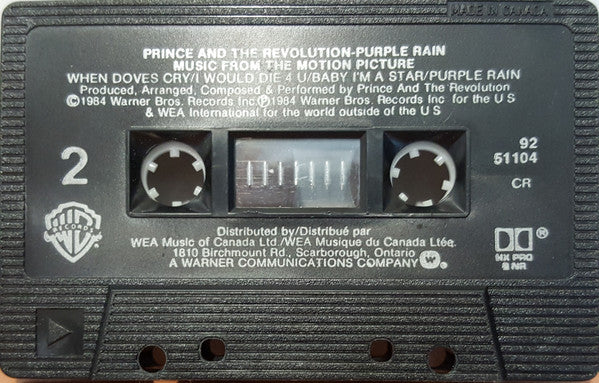 MADE IN CANADA
PRINCE AND THE REVOLUTION-PURPLE RAIN
MUSIC FROM THE MOTION PICTURE
WHEN DOVES CRY/I WOULD DIE 4 U/BABY I'M A STAR/PURPLE RAIN
Produced, Arranged, Composed & Performed by Prince And The Revolution
©1984 Warner Bros. Records Inc.℗1984 Warner Bros. Records Inc. for the U S
& WEA International for the world outside of the U S
2
92
51104
CR
WB
RECORDS
Distributed by/Distribué par
WEA Music of Canada Ltd/WEA Musique du Canada Ltée.
1810 Birchmount Rd., Scarborough, Ontario
A WARNER COMMUNICATIONS COMPANY
®
HX PRO
B NR